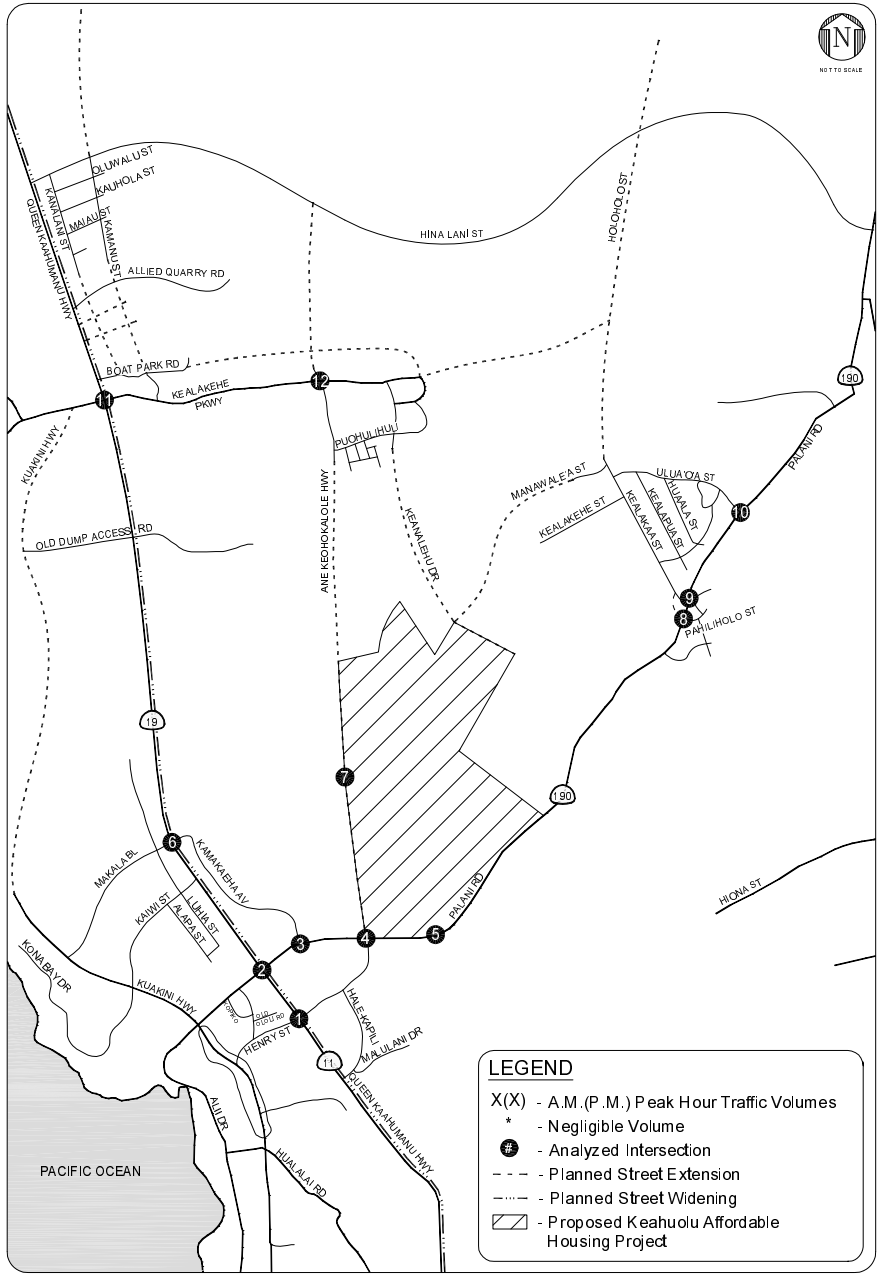 N
NOT TO SCALE
OLUWALU ST
KAUHOLA ST
KANALANI ST
MAIAU ST
KAMANU ST
QUEEN KAAHUMANU HWY
ALLIED QUARRY RD
HINA LANI ST
HOLOHOLO ST
BOAT PARK RD
11
KEALAKEHE
PKWY
12
190
PALANI RD
KUAKINI HWY
PUOHULIHULI
OLD DUMP ACCESS RD
ANE KEOHOKALOLE HWY
KEANALEHU DR
MANAWALE'A ST
KEALAKEHE ST
ULUA'O'A ST
HUAALA ST
KEALAPUA ST
KEALAKAA ST
10
9
8
PAHILIHOLO ST
19
7
190
6
MAKALA BL
KAMAKAEHA AV
KAIWI ST
LUHIA ST
ALAPA ST
PALANI RD
HIONA ST
3
4
5
2
KONA BAY DR
KUAKINI HWY
KOPIKO
OLOLI RD
1
HENRY ST
HALE-KAPILI
MALULANI DR
11
QUEEN KAAHUMANU HWY
ALII DR
HUALALAI RD
PACIFIC OCEAN
LEGEND
X(X) - A.M.(P.M.) Peak Hour Traffic Volumes
* - Negligible Volume
# - Analyzed Intersection
- Planned Street Extension
- Planned Street Widening
- Proposed Keahuolu Affordable
Housing Project